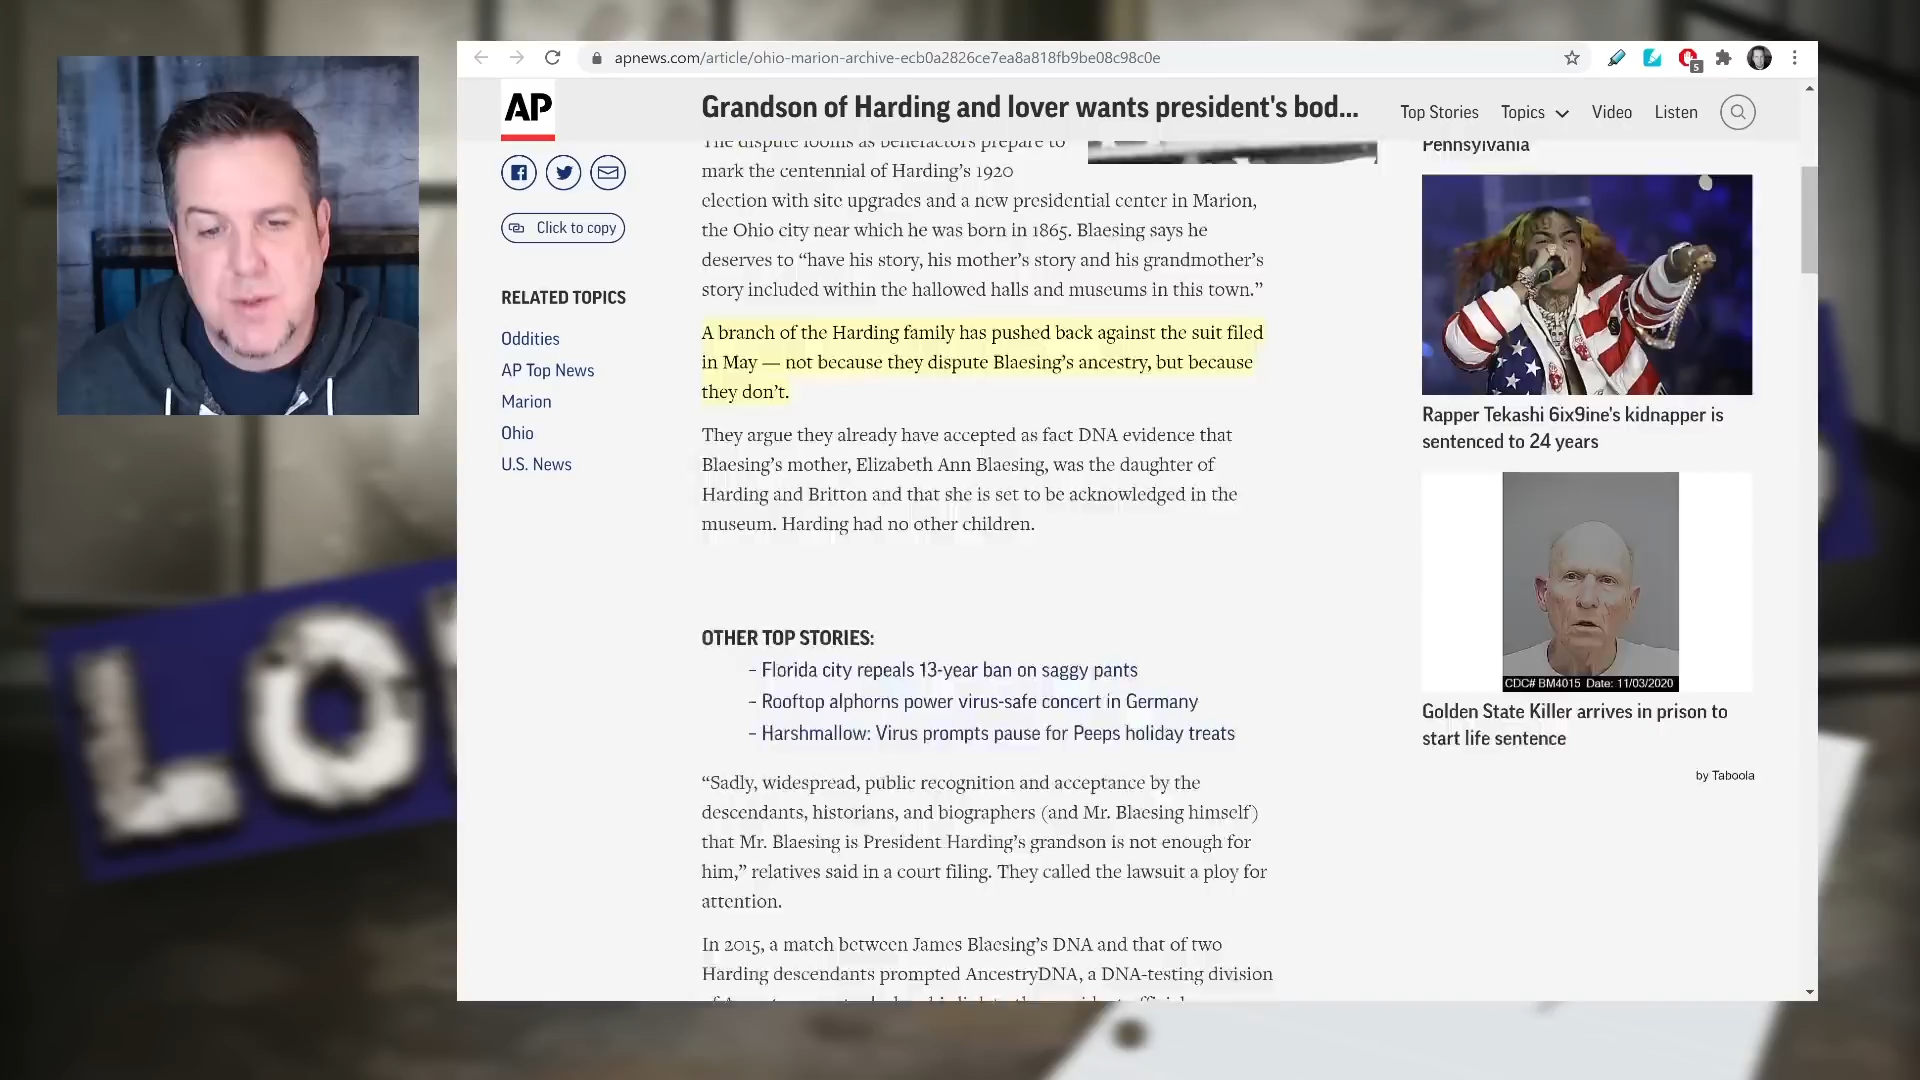 apnews.com/article/ohio-marion-archive-ecb0a2826ce7ea8a818fb9be08c98c0e
5
AP
Grandson of Harding and lover wants president's bod...
Top Stories
Topics
Video
Listen
The dispute looms as benefactors prepare to
mark the centennial of Harding’s 1920
election with site upgrades and a new presidential center in Marion,
the Ohio city near which he was born in 1865. Blaesing says he
deserves to “have his story, his mother’s story and his grandmother’s
story included within the hallowed halls and museums in this town.”
A branch of the Harding family has pushed back against the suit filed
in May — not because they dispute Blaesing’s ancestry, but because
they don’t.
They argue they already have accepted as fact DNA evidence that
Blaesing’s mother, Elizabeth Ann Blaesing, was the daughter of
Harding and Britton and that she is set to be acknowledged in the
museum. Harding had no other children.
OTHER TOP STORIES:
– Florida city repeals 13-year ban on saggy pants
– Rooftop alphorns power virus-safe concert in Germany
– Harshmallow: Virus prompts pause for Peeps holiday treats
“Sadly, widespread, public recognition and acceptance by the
descendants, historians, and biographers (and Mr. Blaesing himself)
that Mr. Blaesing is President Harding’s grandson is not enough for
him,” relatives said in a court filing. They called the lawsuit a ploy for
attention.
In 2015, a match between James Blaesing’s DNA and that of two
Harding descendants prompted AncestryDNA, a DNA-testing division
Click to copy
RELATED TOPICS
Oddities
AP Top News
Marion
Ohio
U.S. News
Pennsylvania
Rapper Tekashi 6ix9ine's kidnapper is
sentenced to 24 years
CDC# BM4015 Date: 11/03/2020
Golden State Killer arrives in prison to
start life sentence
by Taboola
LO